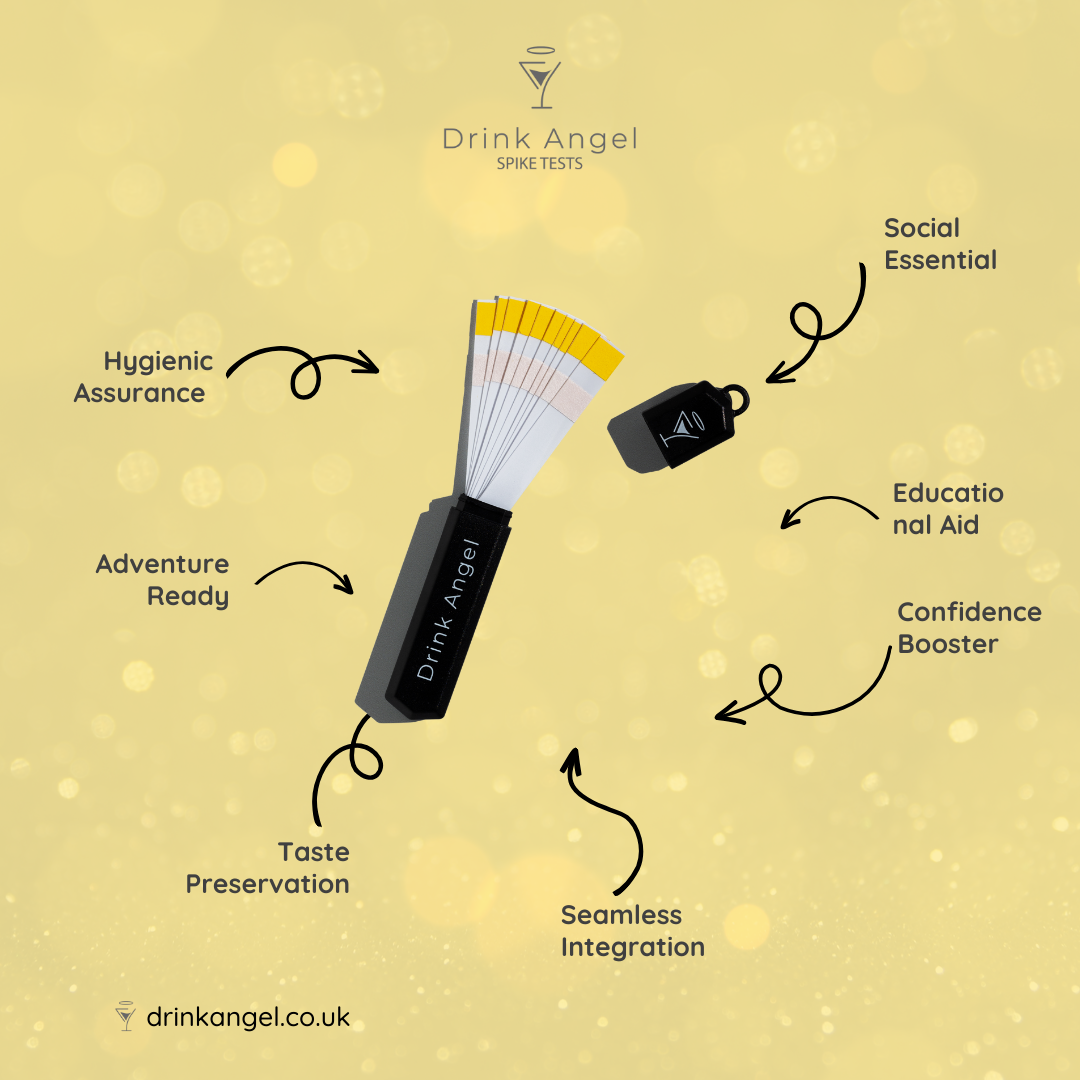 Drink Angel
SPIKE TESTS
Social
Essential
Hygienic
Assurance
Educatio
nal Aid
Adventure
Ready
Drink Angel
Confidence
Booster
Taste
Preservation
Seamless
Integration
drinkangel.co.uk